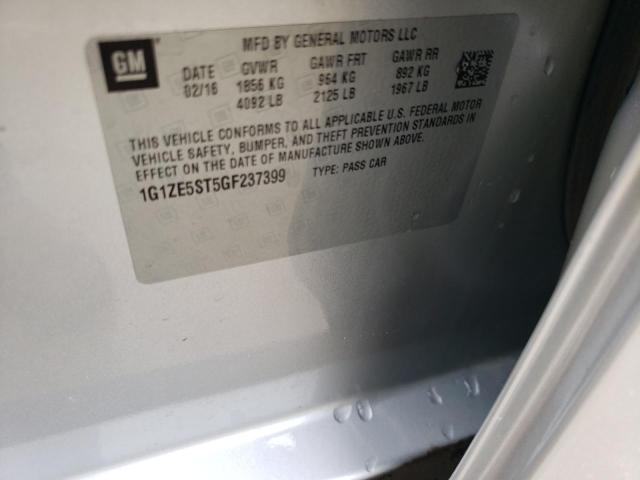 GM
MFD BY GENERAL MOTORS LLC
DATE GVWR GAWR FRT GAWR RR
02/16 1856 KG 964 KG 892 KG
4092 LB 2125 LB 1967 LB
THIS VEHICLE CONFORMS TO ALL APPLICABLE U.S. FEDERAL MOTOR
VEHICLE SAFETY, BUMPER, AND THEFT PREVENTION STANDARDS IN
EFFECT ON THE DATE OF MANUFACTURE SHOWN ABOVE.
1G1ZE5ST5GF237399 TYPE: PASS CAR